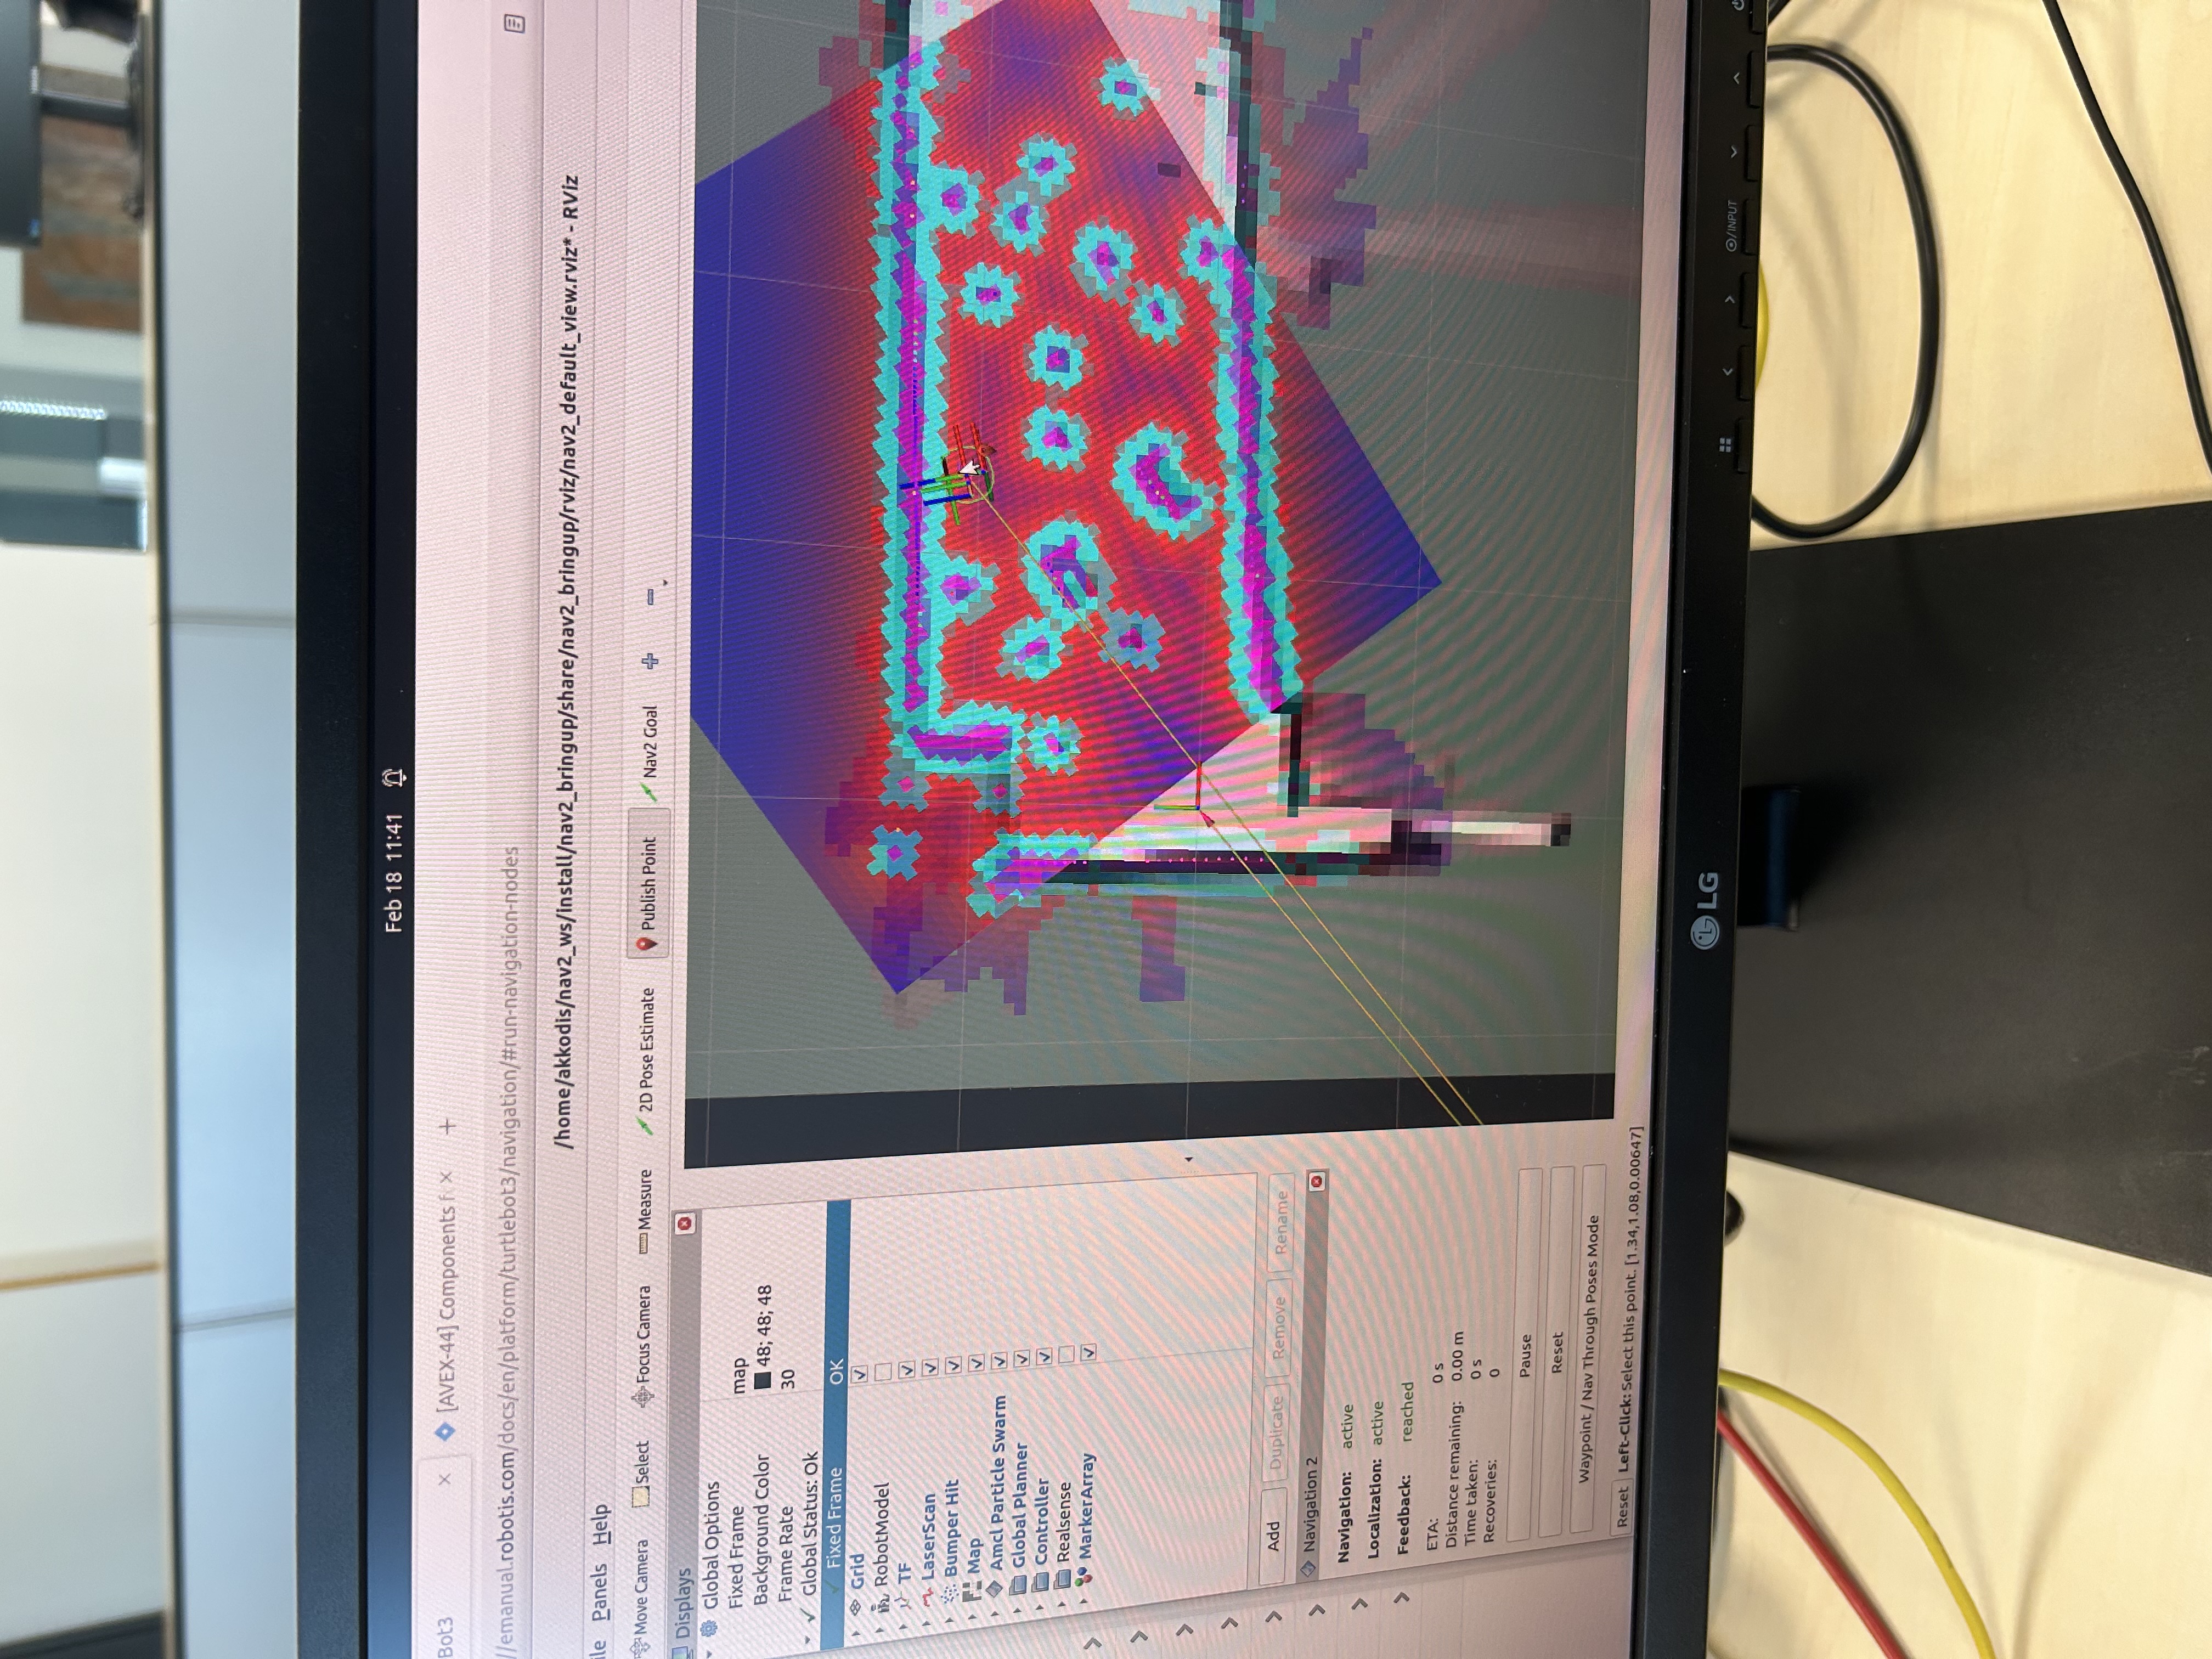 Feb 18 11:41
Bot3
[AVEX-44] Components f
//emanual.robotis.com/docs/en/platform/turtlebot3/navigation/#run-navigation-nodes
/home/akkodis/nav2_ws/install/nav2_bringup/share/nav2_bringup/rviz/nav2_default_view.rviz* - RViz
ile Panels Help
Move Camera Select Focus Camera Measure 2D Pose Estimate Publish Point Nav2 Goal
Displays
Global Options
Fixed Frame map
Background Color 48; 48; 48
Frame Rate 30
Global Status: Ok
Fixed Frame OK
Grid
RobotModel
TF
LaserScan
Bumper Hit
Map
Amcl Particle Swarm
Global Planner
Controller
Realsense
MarkerArray
Add Duplicate Remove Rename
Navigation 2
Navigation: active
Localization: active
Feedback: reached
ETA: 0 s
Distance remaining: 0.00 m
Time taken: 0 s
Recoveries: 0
Pause
Reset
Waypoint / Nav Through Poses Mode
Reset Left-Click: Select this point. [1.34,1.08,0.00647]
LG
/INPUT